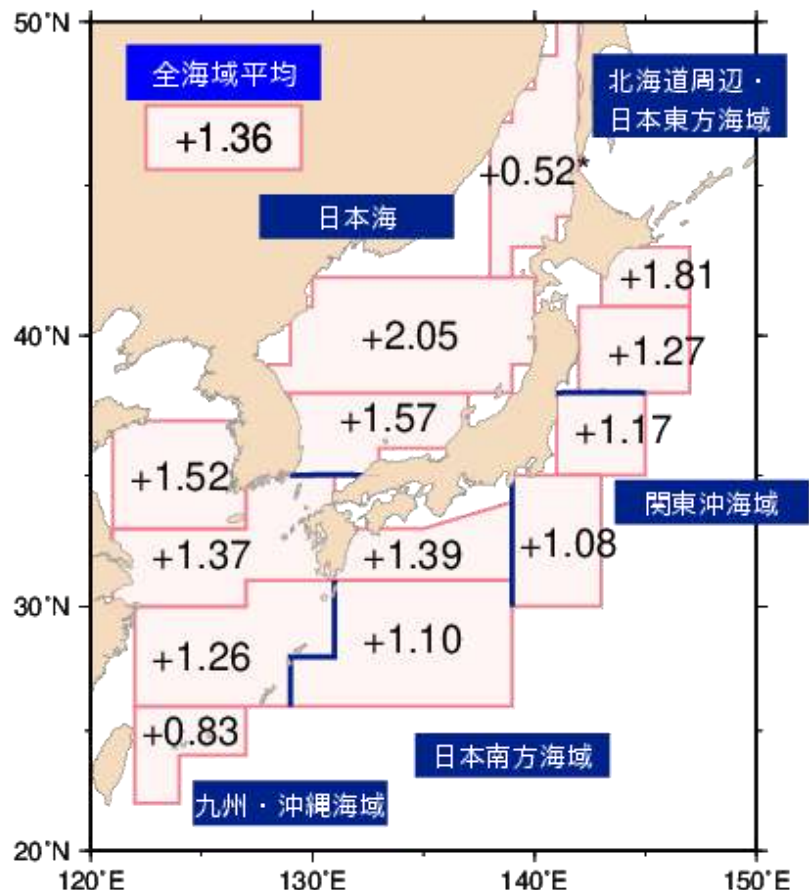 50°N
全海域平均
+1.36
北海道周辺・
日本東方海域
+0.52*
日本海
+1.81
+2.05
40°N
+1.27
+1.57
+1.17
+1.52
関東沖海域
+1.37
+1.39
+1.08
30°N
+1.26
+1.10
+0.83
日本南方海域
九州・沖縄海域
20°N
120°E
130°E
140°E
150°E